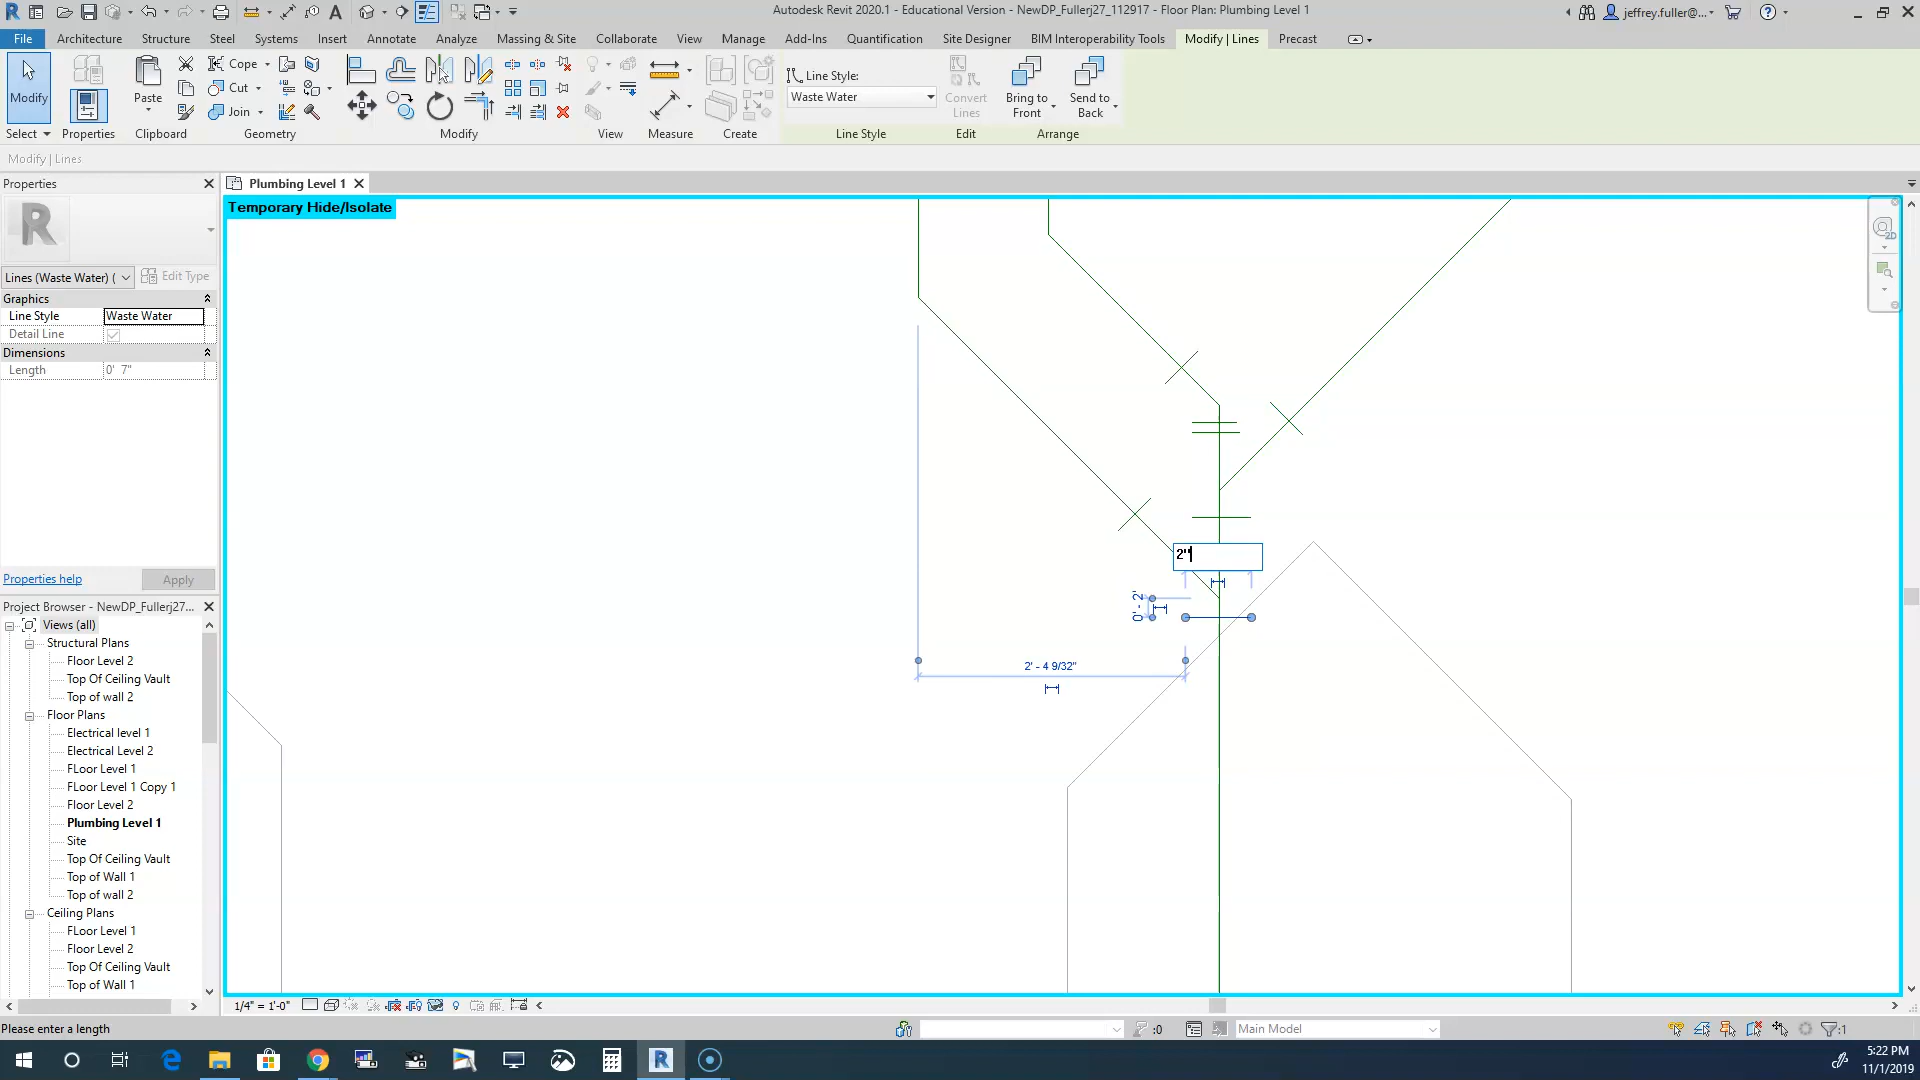 Autodesk Revit 2020.1 - Educational Version - NewDP_Fullerj27_112917 - Floor Plan: Plumbing Level 1
jeffrey.fuller@...
File Architecture Structure Steel Systems Insert Annotate Analyze Massing & Site Collaborate View Manage Add-Ins Quantification Site Designer BIM Interoperability Tools Modify | Lines Precast
Cope
Line Style:
Cut
Waste Water
Modify
Paste
Join
Convert Lines
Bring to Front
Send to Back
Select Properties Clipboard Geometry Modify View Measure Create Line Style Edit Arrange
Modify | Lines
Properties
Plumbing Level 1
Temporary Hide/Isolate
R
Lines (Waste Water) ( Edit Type
Graphics
Line Style Waste Water
Detail Line
Dimensions
Length 0' 7"
2"
0' - 2'
2' - 4 9/32"
Properties help Apply
Project Browser - NewDP_Fullerj27...
Views (all)
Structural Plans
Floor Level 2
Top Of Ceiling Vault
Top of wall 2
Floor Plans
Electrical level 1
Electrical Level 2
FLoor Level 1
FLoor Level 1 Copy 1
Floor Level 2
Plumbing Level 1
Site
Top Of Ceiling Vault
Top of Wall 1
Top of wall 2
Ceiling Plans
FLoor Level 1
Floor Level 2
Top Of Ceiling Vault
Top of Wall 1
1/4" = 1'-0"
Please enter a length
:0
Main Model
:1
5:22 PM
11/1/2019